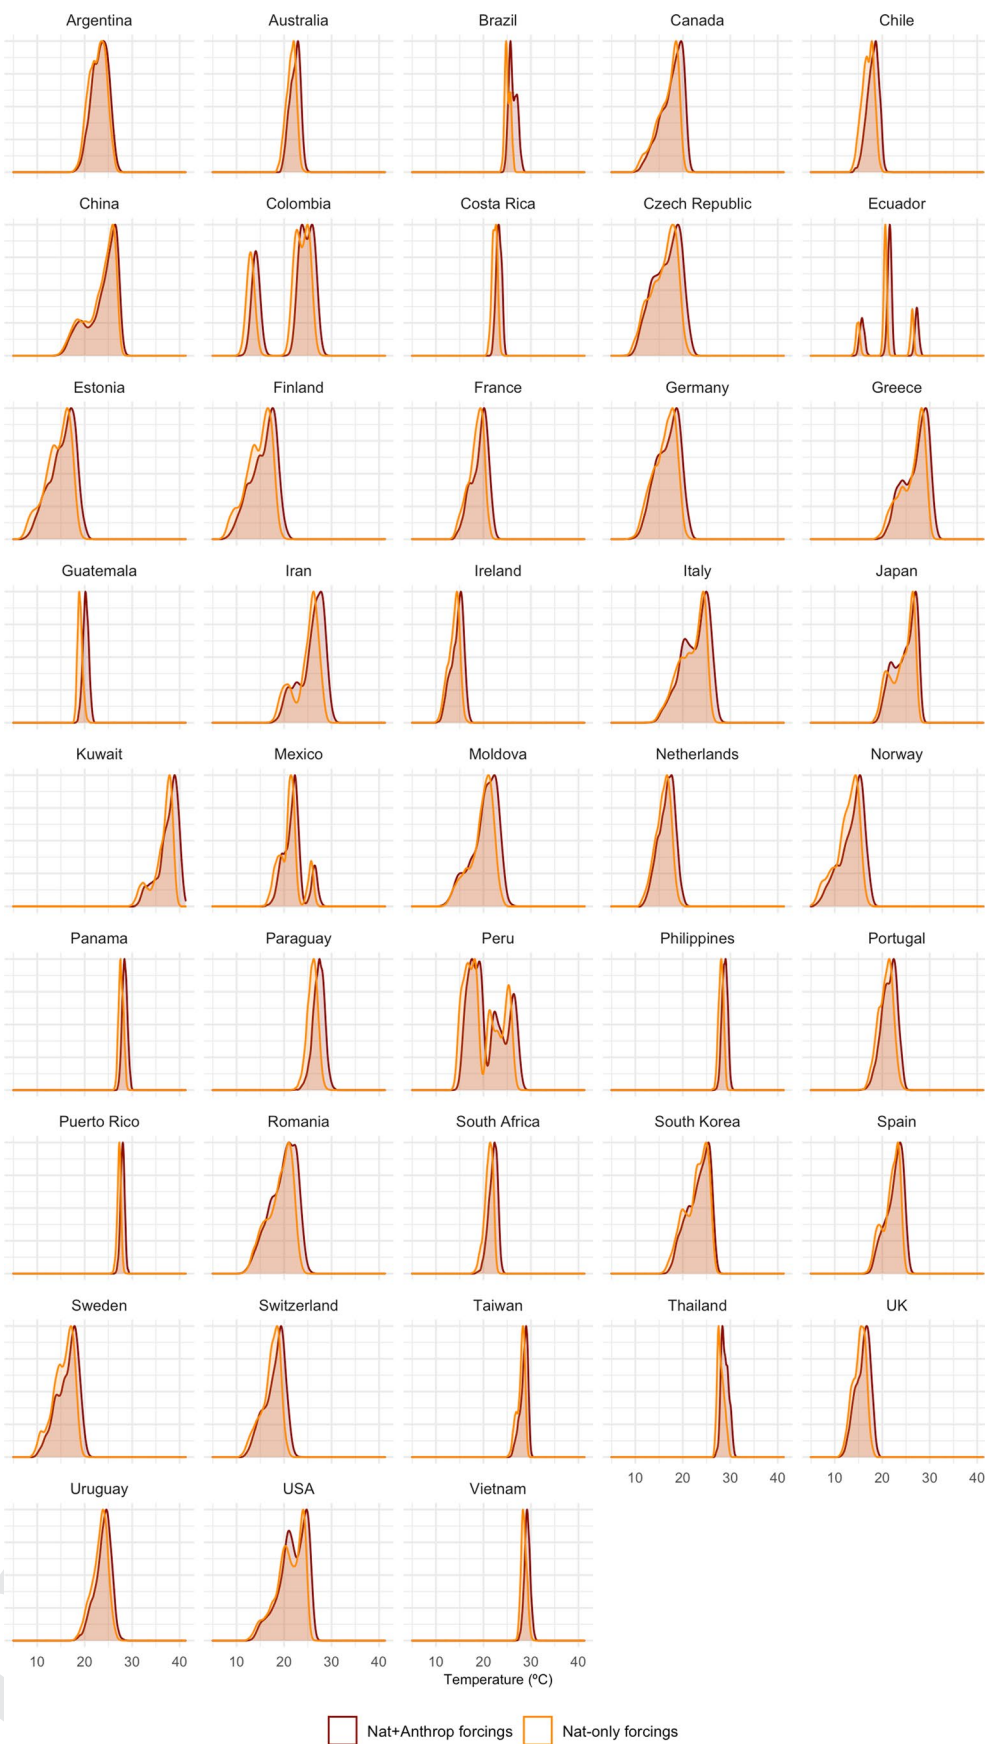 Argentina Australia Brazil Canada Chile
China Colombia Costa Rica Czech Republic Ecuador
Estonia Finland France Germany Greece
Guatemala Iran Ireland Italy Japan
Kuwait Mexico Moldova Netherlands Norway
Panama Paraguay Peru Philippines Portugal
Puerto Rico Romania South Africa South Korea Spain
Sweden Switzerland Taiwan Thailand UK
10 20 30 40 10 20 30 40
Uruguay USA Vietnam
10 20 30 40 10 20 30 40 10 20 30 40
Temperature (ºC)
Nat+Anthrop forcings Nat-only forcings